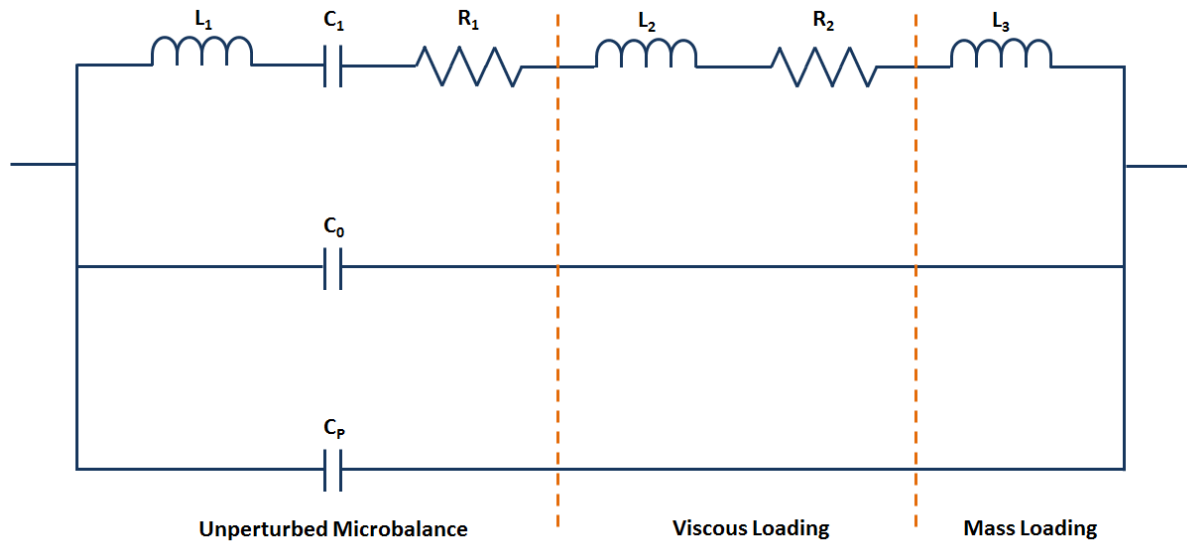 L₁ C₁ R₁ L₂ R₂ L₃
C₀
Cₚ
Unperturbed Microbalance Viscous Loading Mass Loading